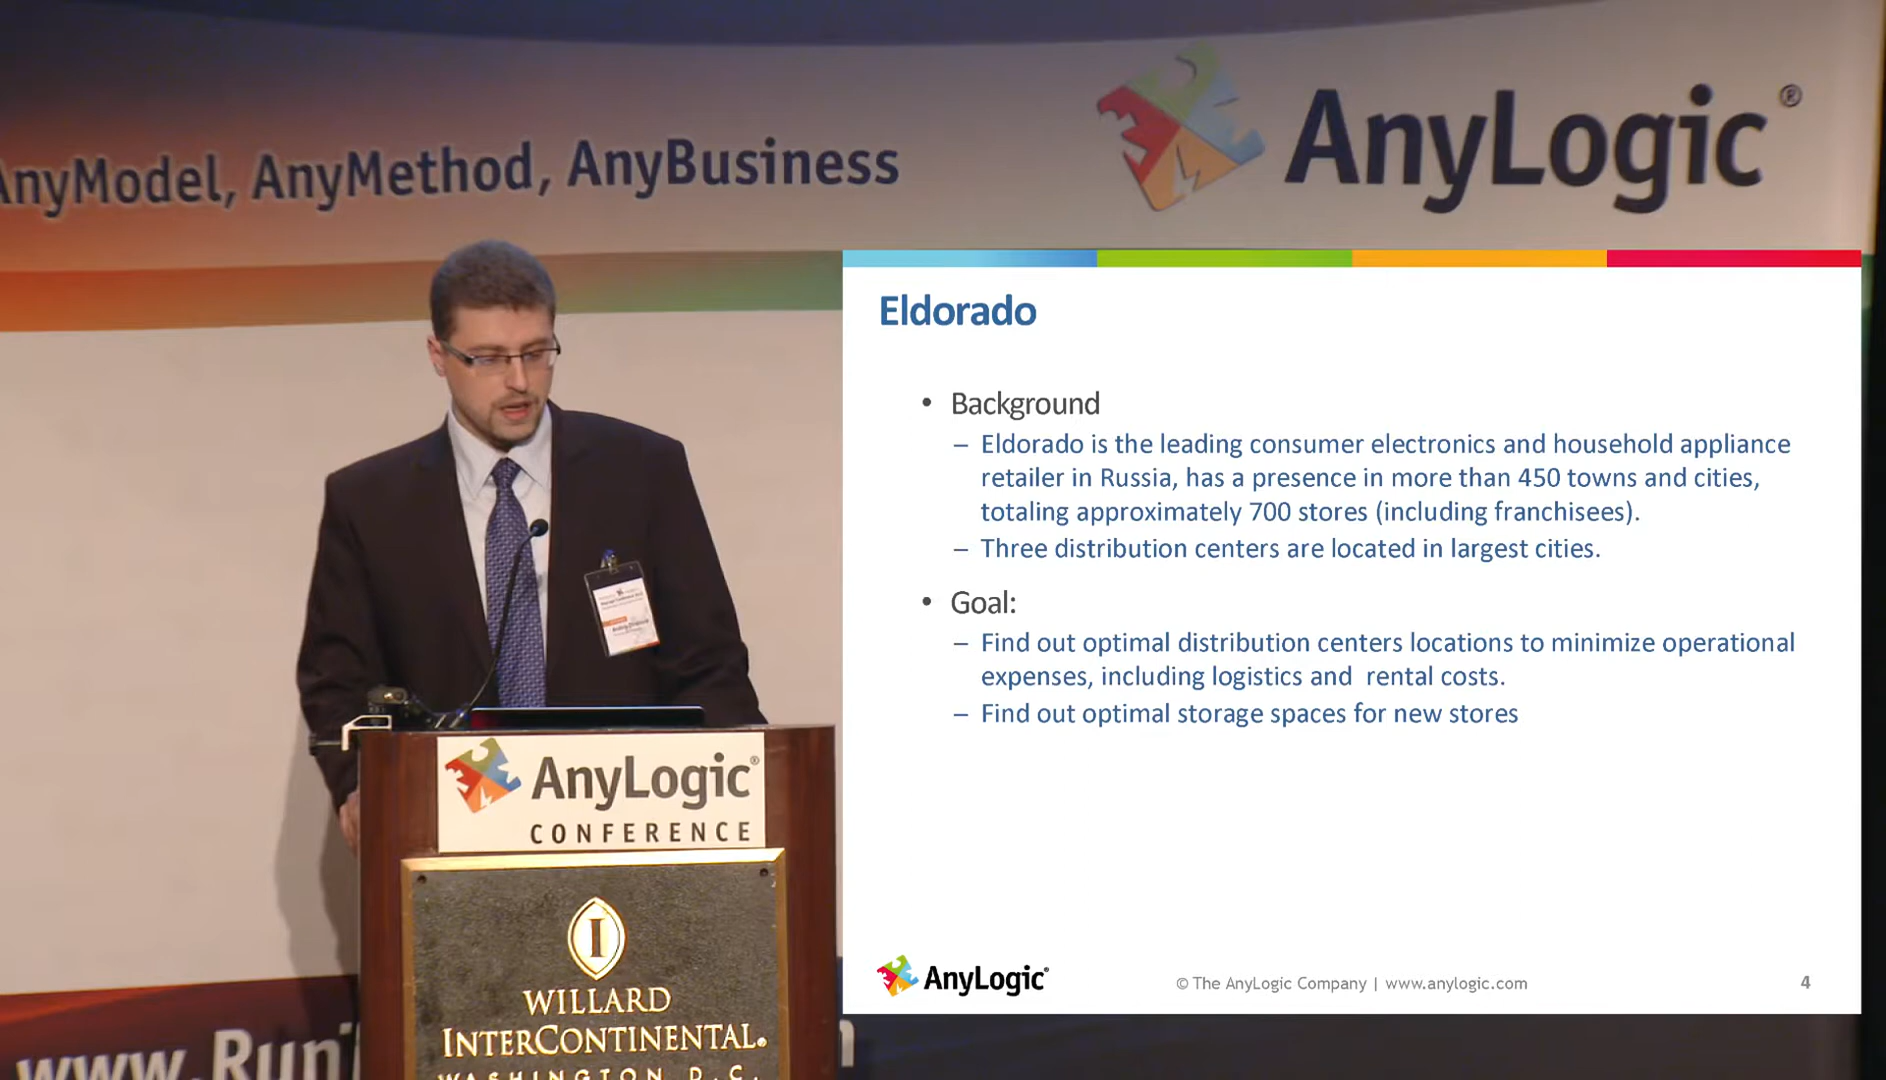 AnyModel, AnyMethod, AnyBusiness
AnyLogic®
Eldorado
• Background
– Eldorado is the leading consumer electronics and household appliance
retailer in Russia, has a presence in more than 450 towns and cities,
totaling approximately 700 stores (including franchisees).
– Three distribution centers are located in largest cities.
• Goal:
– Find out optimal distribution centers locations to minimize operational
expenses, including logistics and rental costs.
– Find out optimal storage spaces for new stores
AnyLogic®
© The AnyLogic Company | www.anylogic.com
4
AnyLogic®
CONFERENCE
I
WILLARD
INTERCONTINENTAL®
WASHINGTON D.C.
www.Run